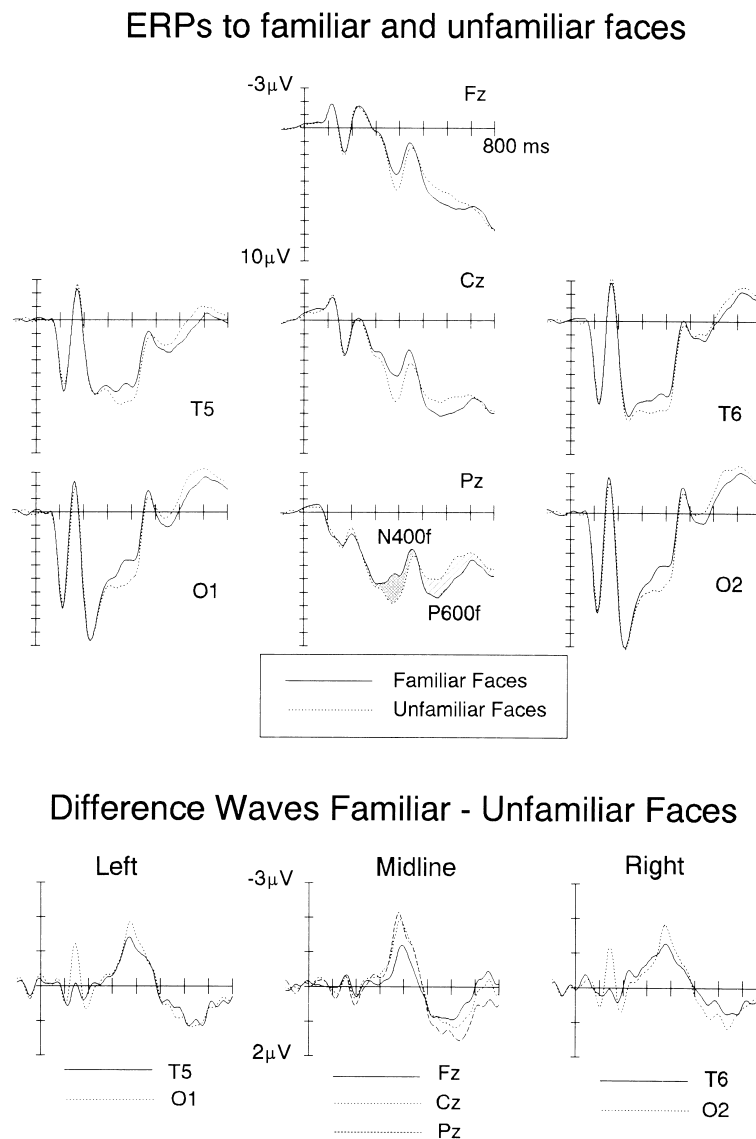 ERPs to familiar and unfamiliar faces
-3μV
Fz
800 ms
10μV
Cz
T5
T6
Pz
N400f
O1
P600f
O2
Familiar Faces
Unfamiliar Faces
Difference Waves Familiar - Unfamiliar Faces
Left
-3μV
Midline
Right
2μV
T5
O1
Fz
Cz
Pz
T6
O2